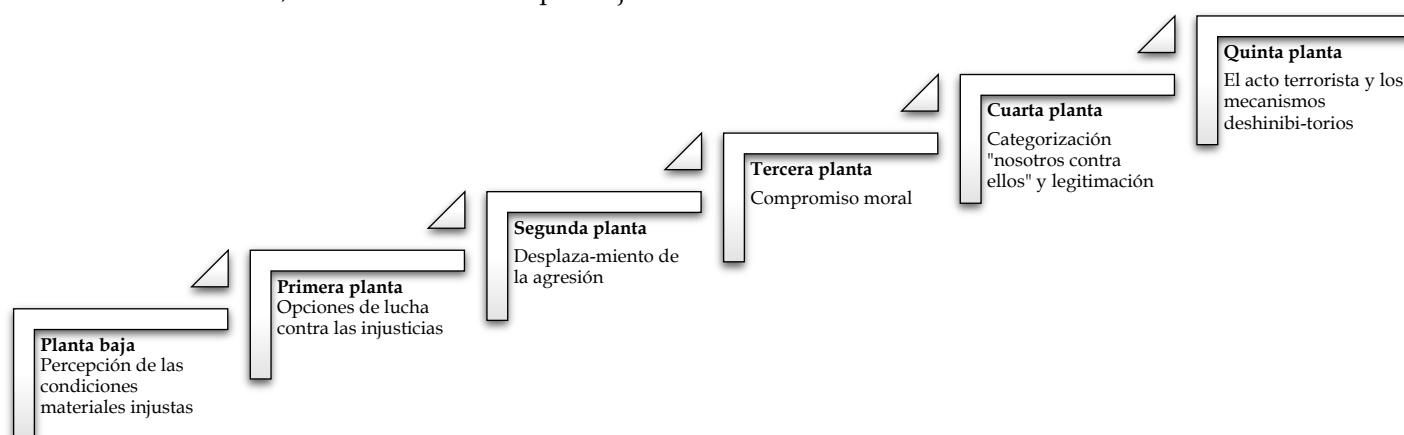 Quinta planta
El acto terrorista y los
mecanismos
deshinibi-torios
Cuarta planta
Categorización
"nosotros contra
ellos" y legitimación
Tercera planta
Compromiso moral
Segunda planta
Desplaza-miento de
la agresión
Primera planta
Opciones de lucha
contra las injusticias
Planta baja
Percepción de las
condiciones
materiales injustas